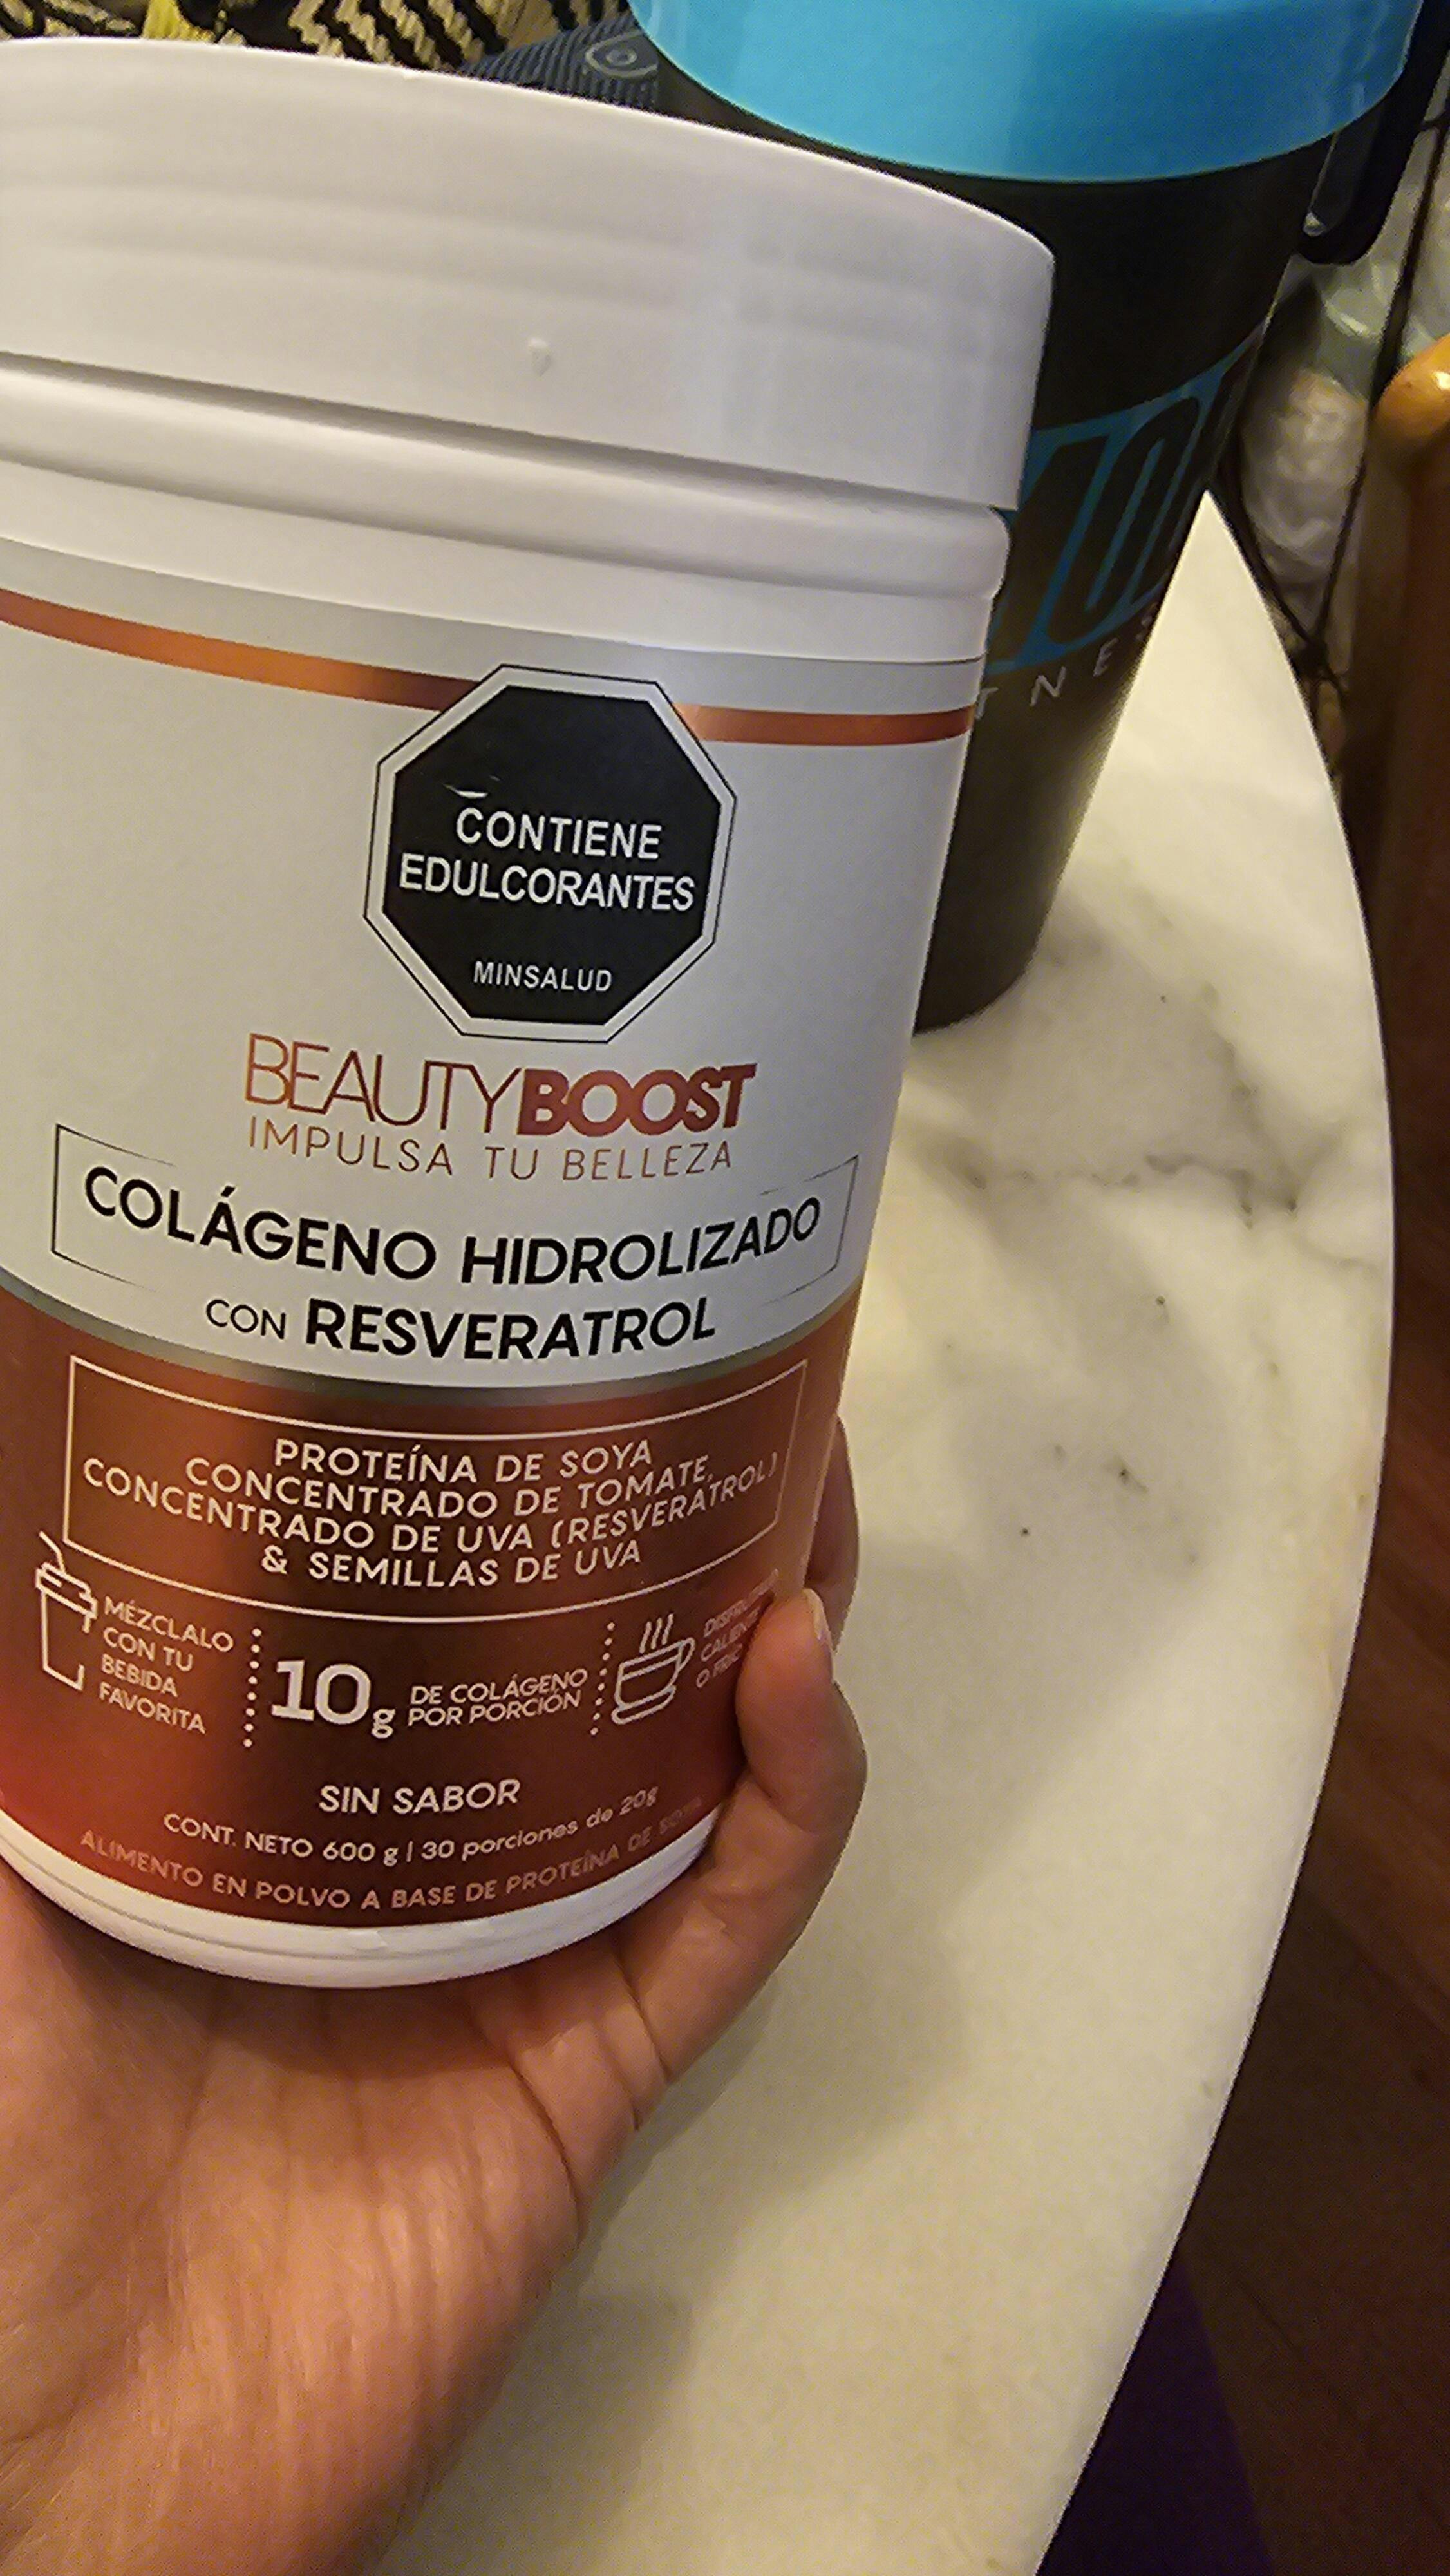 CONTIENE
EDULCORANTES
MINSALUD
BEAUTYBOOST
IMPULSA TU BELLEZA
COLÁGENO HIDROLIZADO
CON RESVERATROL
PROTEÍNA DE SOYA
CONCENTRADO DE TOMATE,
CONCENTRADO DE UVA (RESVERATROL)
& SEMILLAS DE UVA
MÉZCLALO
CON TU
BEBIDA
FAVORITA
10g DE COLÁGENO
POR PORCIÓN
O
SIN SABOR
CONT. NETO 600 g | 30 porciones de 20g
ALIMENTO EN POLVO A BASE DE PROTEÍNA DE